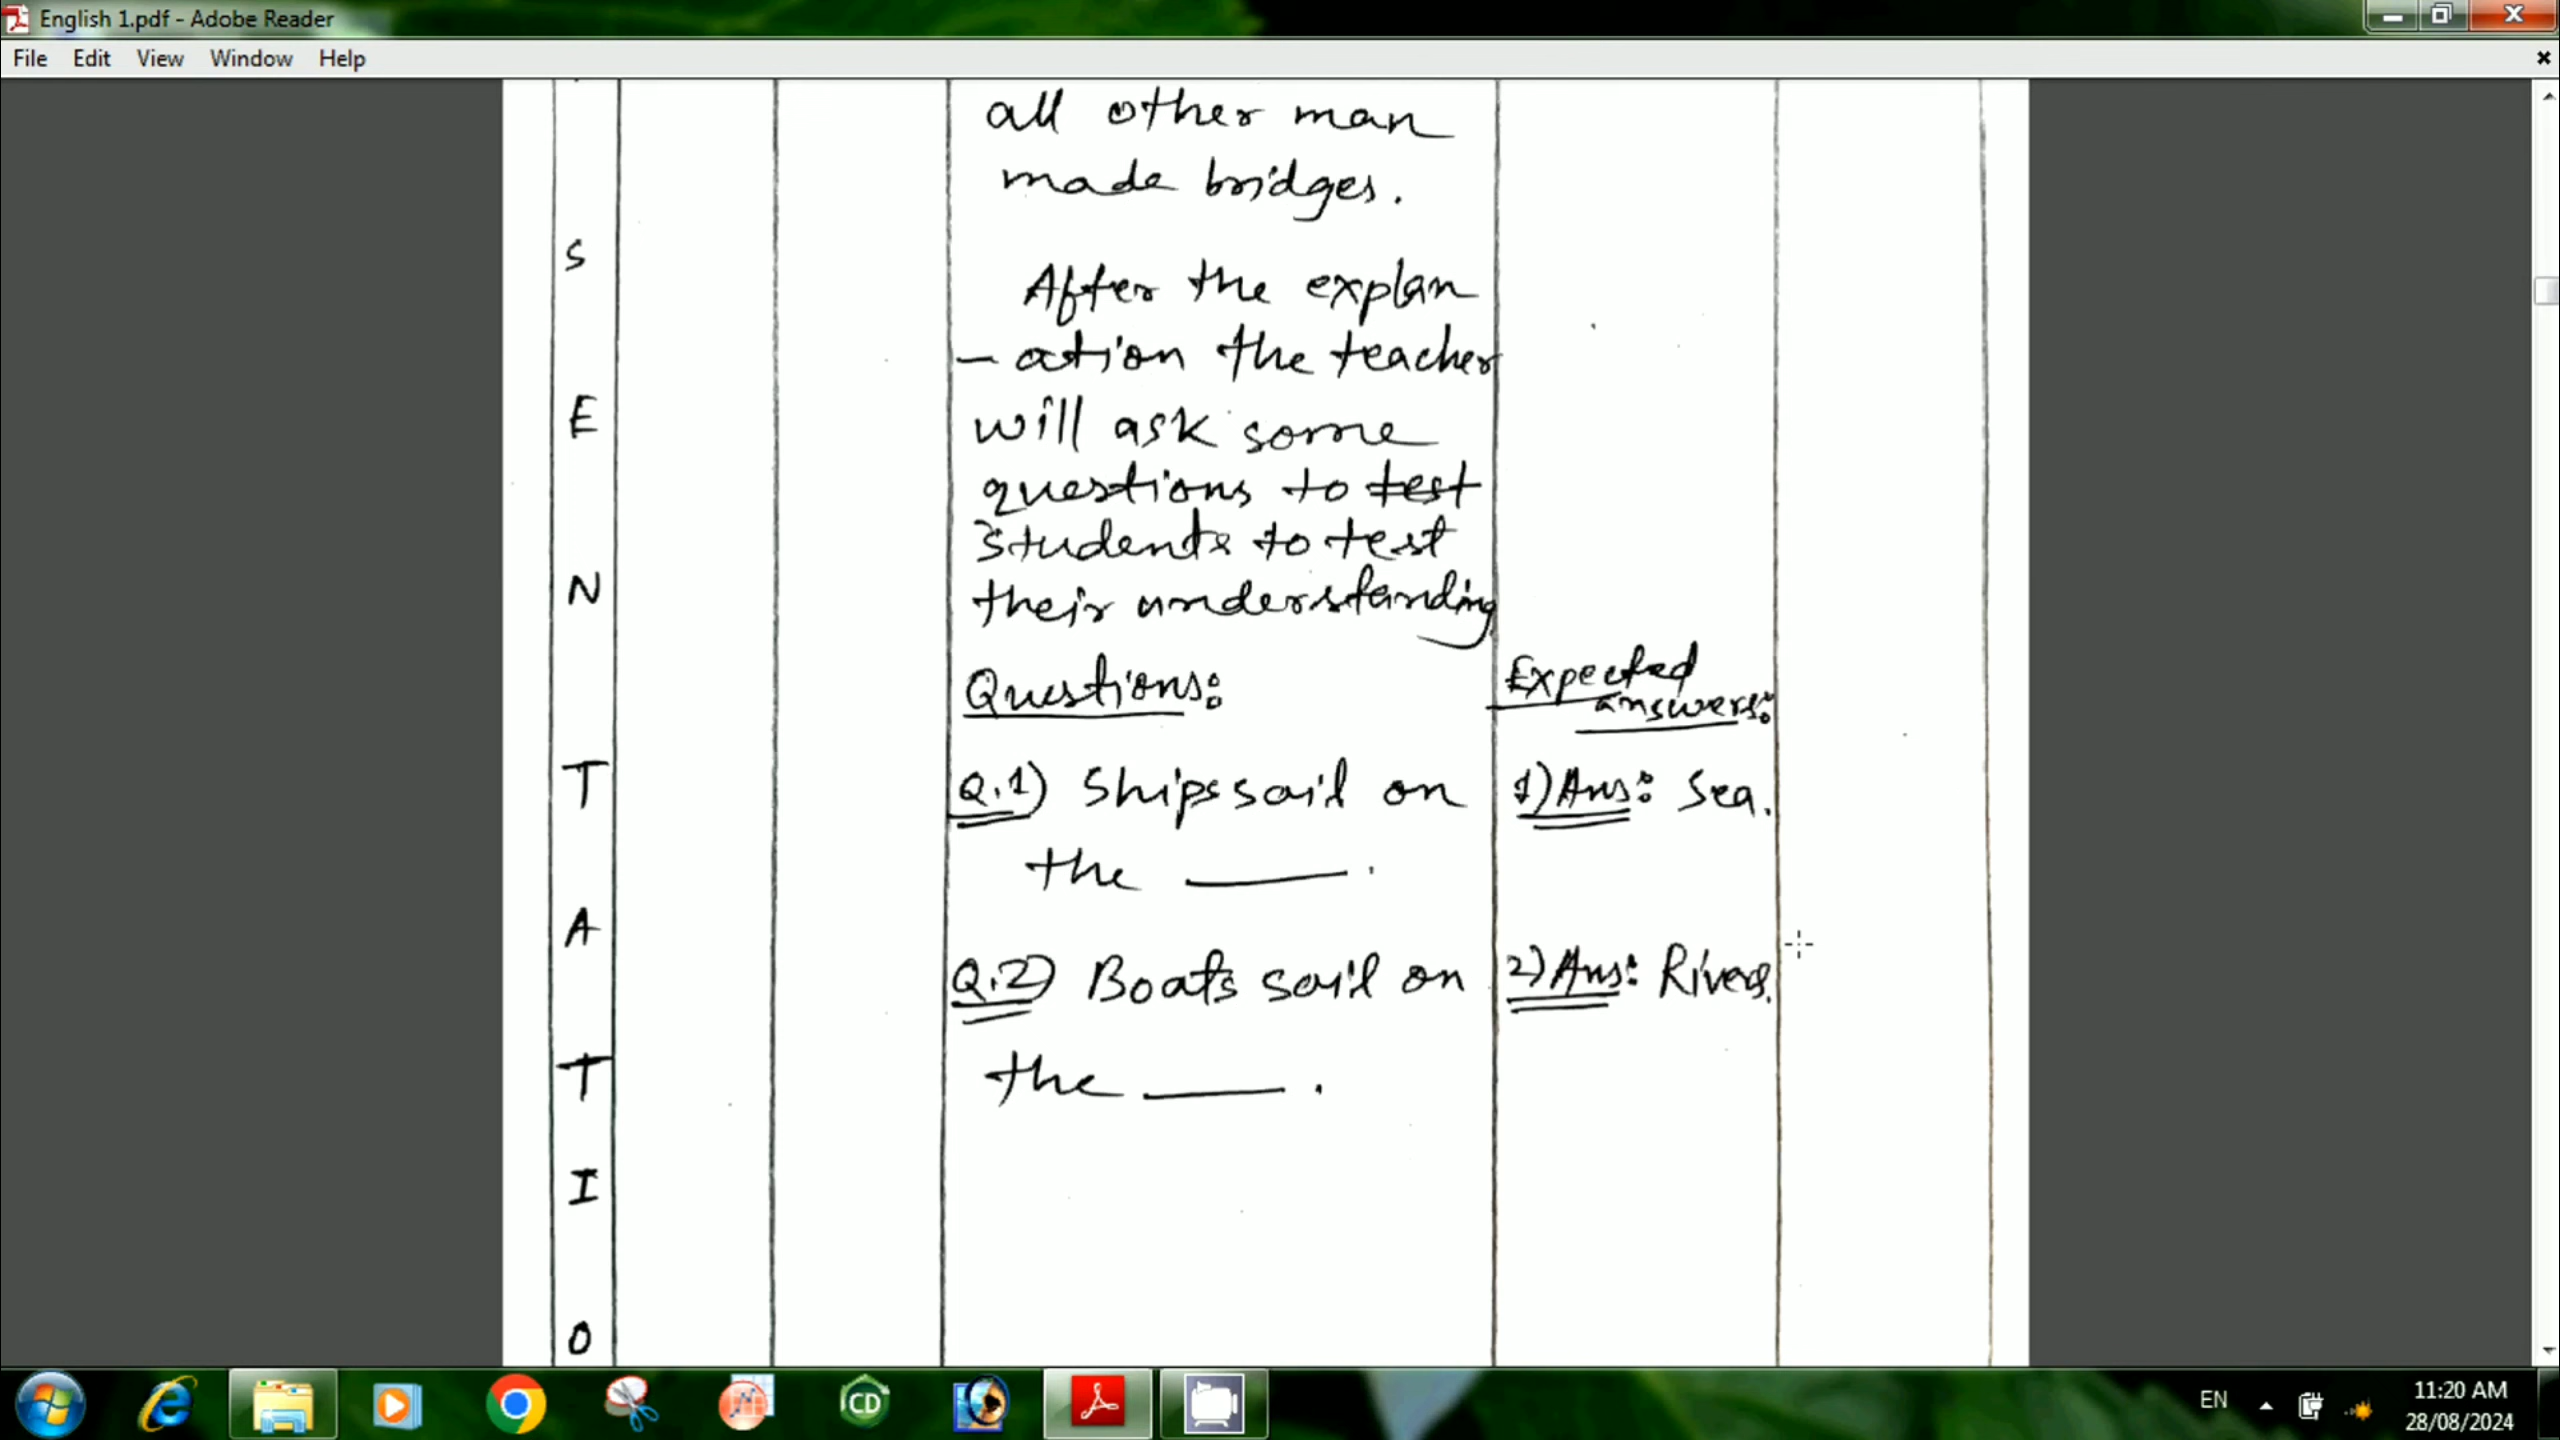 English 1.pdf - Adobe Reader
File Edit View Window Help
all other man
made bridges.
After the explan
- ation the teacher
will ask some
questions to test
students to test
their understanding
Questions:
Expected
answers:
Q.1) Ships sail on
the ____ .
1) Ans: Sea.
Q.2) Boats sail on
the ____ .
2) Ans: Rivers.
S
E
N
T
A
T
I
O
CD
EN
11:20 AM
28/08/2024